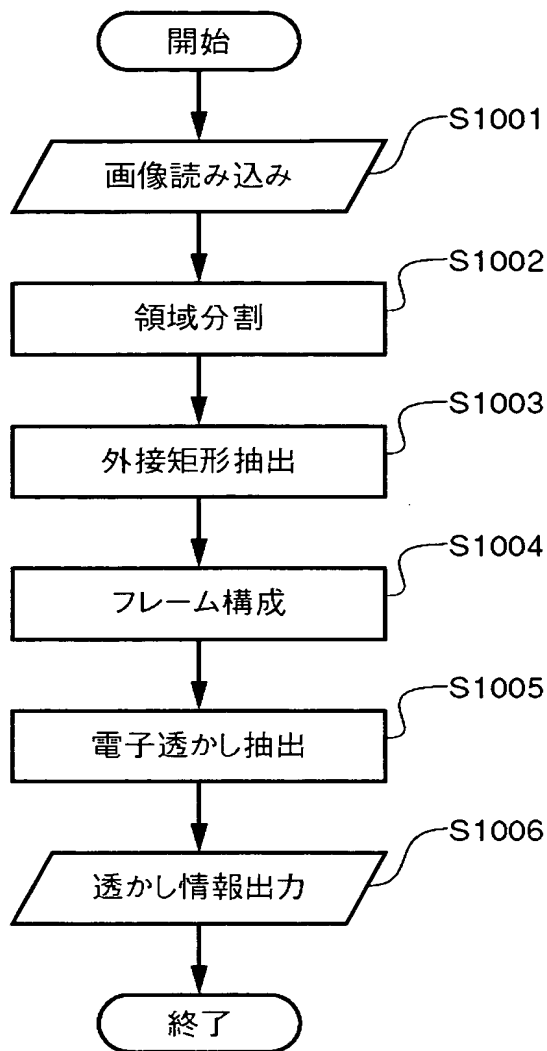 開始
S1001
画像読み込み
S1002
領域分割
S1003
外接矩形抽出
S1004
フレーム構成
S1005
電子透かし抽出
S1006
透かし情報出力
終了